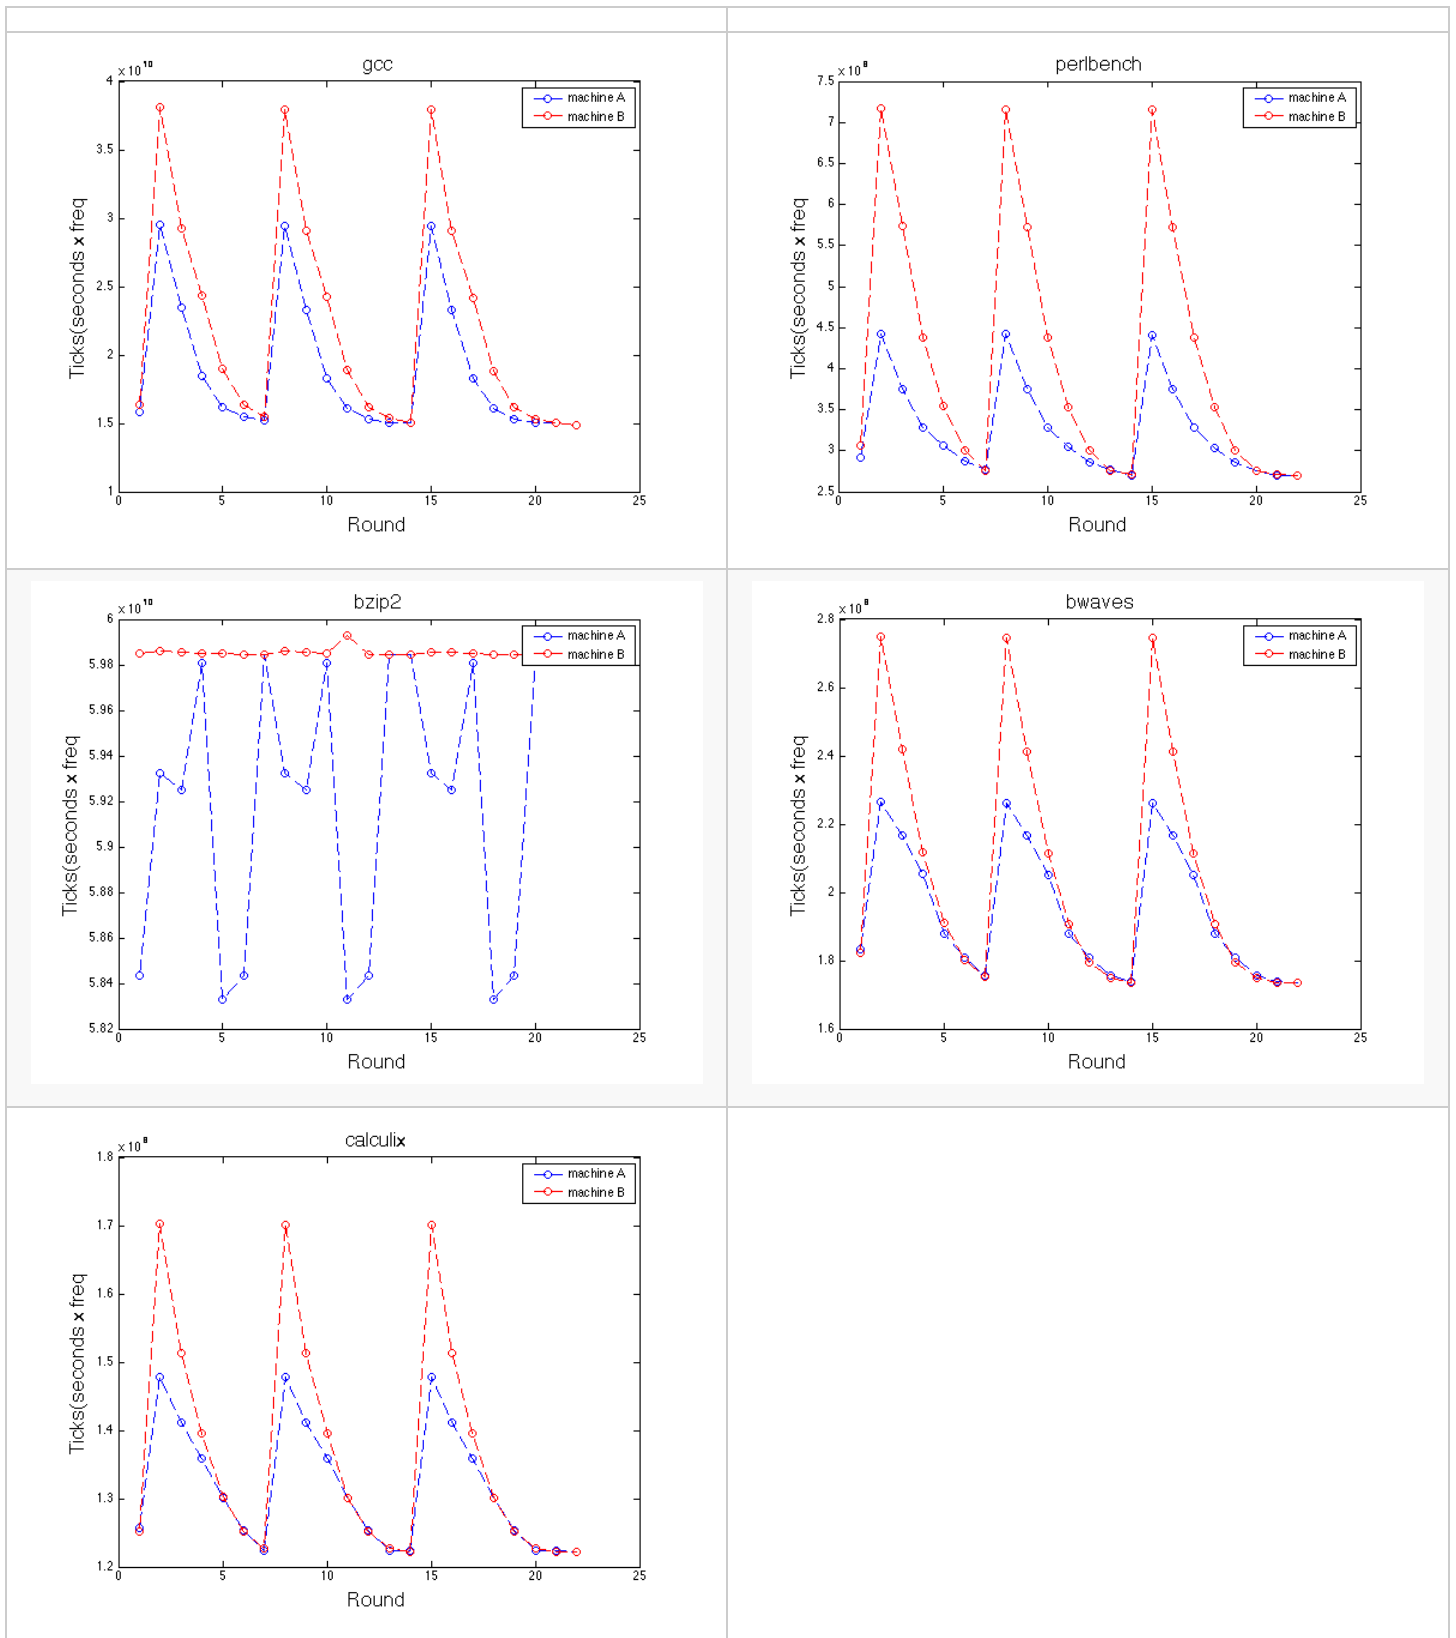 gcc
x 10^10
4
3.5
3
2.5
2
1.5
1
0 5 10 15 20 25
Ticks(seconds x freq
Round
machine A
machine B
perlbench
x 10^8
7.5
7
6.5
6
5.5
5
4.5
4
3.5
3
2.5
0 5 10 15 20 25
Ticks(seconds x freq
Round
machine A
machine B
bzip2
x 10^10
6
5.98
5.96
5.94
5.92
5.9
5.88
5.86
5.84
5.82
0 5 10 15 20 25
Ticks(seconds x freq
Round
machine A
machine B
bwaves
x 10^8
2.8
2.6
2.4
2.2
2
1.8
1.6
0 5 10 15 20 25
Ticks(seconds x freq
Round
machine A
machine B
calculix
x 10^8
1.8
1.7
1.6
1.5
1.4
1.3
1.2
0 5 10 15 20 25
Ticks(seconds x freq
Round
machine A
machine B